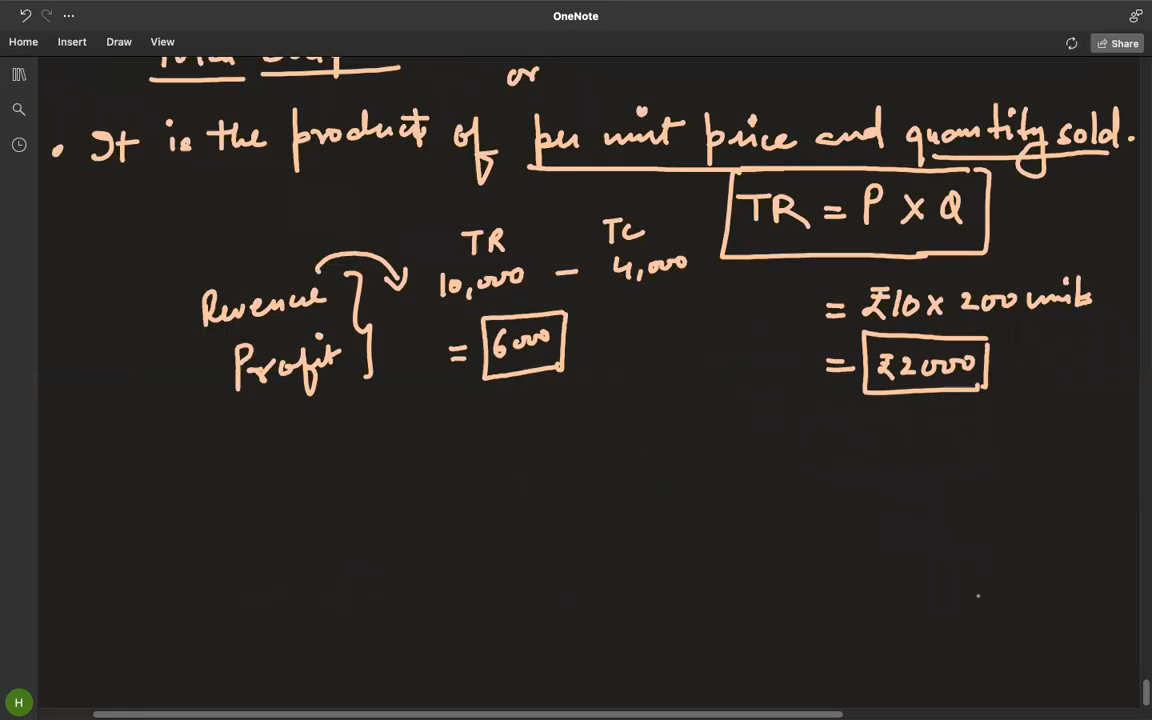 OneNote
Home Insert Draw View Share
or
. It is the product of per unit price and quantity sold.
TR = P X Q
TR TC
Revenue 10,000 - 4,000
= ₹10 x 200 units
Profit = 6000
= ₹2000
H